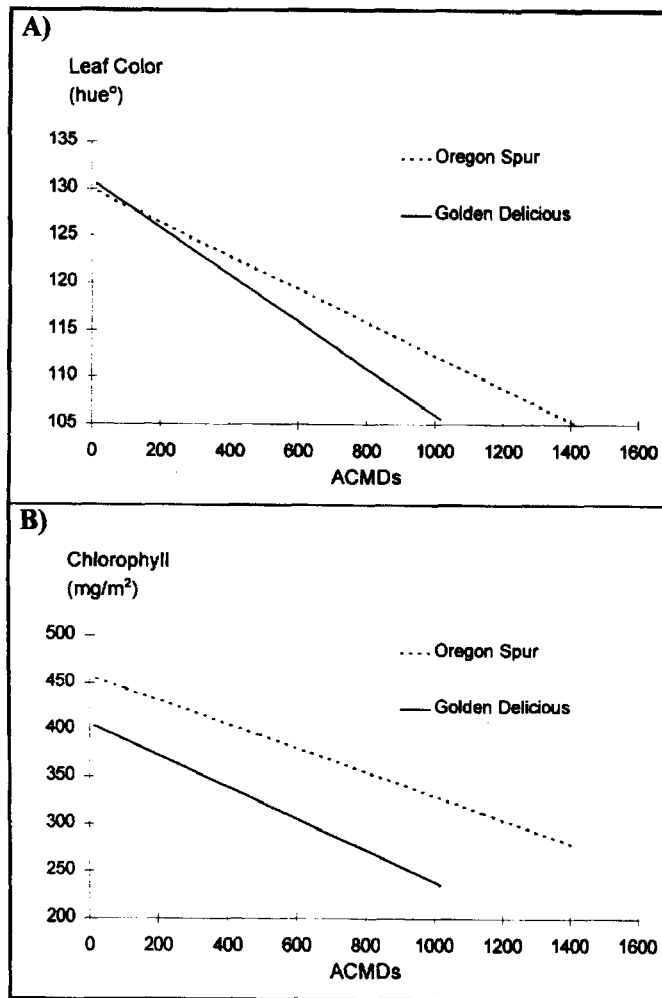 A)
Leaf Color
(hue°)
135
130
125
120
115
110
105
0 200 400 600 800 1000 1200 1400 1600
ACMDs
Oregon Spur
Golden Delicious
B)
Chlorophyll
(mg/m²)
500
450
400
350
300
250
200
0 200 400 600 800 1000 1200 1400 1600
ACMDs
Oregon Spur
Golden Delicious